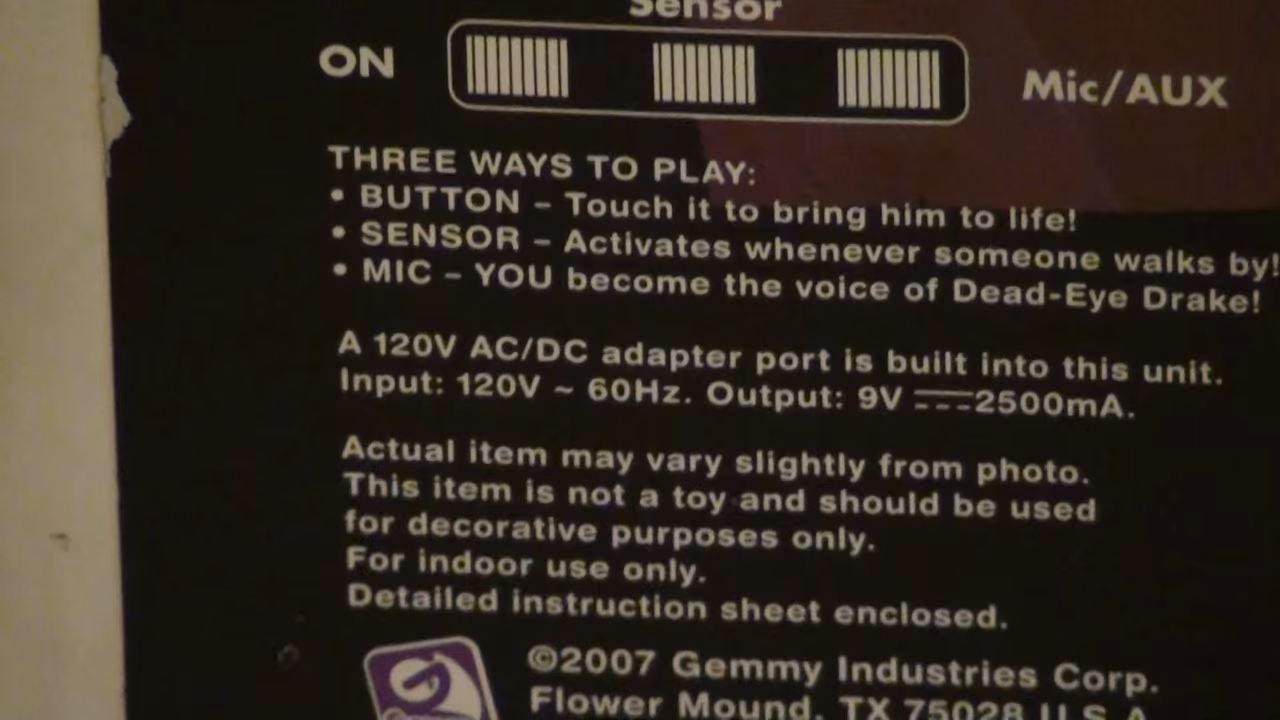 Sensor
ON
Mic/AUX
THREE WAYS TO PLAY:
• BUTTON – Touch it to bring him to life!
• SENSOR – Activates whenever someone walks by!
• MIC – YOU become the voice of Dead-Eye Drake!
A 120V AC/DC adapter port is built into this unit.
Input: 120V ~ 60Hz. Output: 9V ⎓2500mA.
Actual item may vary slightly from photo.
This item is not a toy and should be used
for decorative purposes only.
For indoor use only.
Detailed instruction sheet enclosed.
©2007 Gemmy Industries Corp.
Flower Mound, TX 75028 U.S.A.